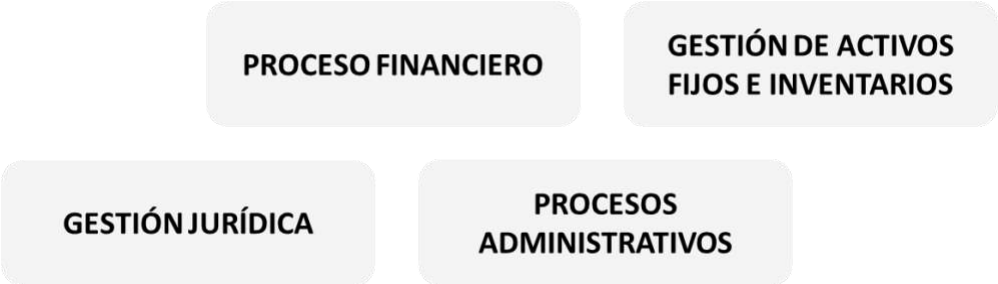 PROCESO FINANCIERO
GESTIÓN DE ACTIVOS
FIJOS E INVENTARIOS
GESTIÓN JURÍDICA
PROCESOS
ADMINISTRATIVOS